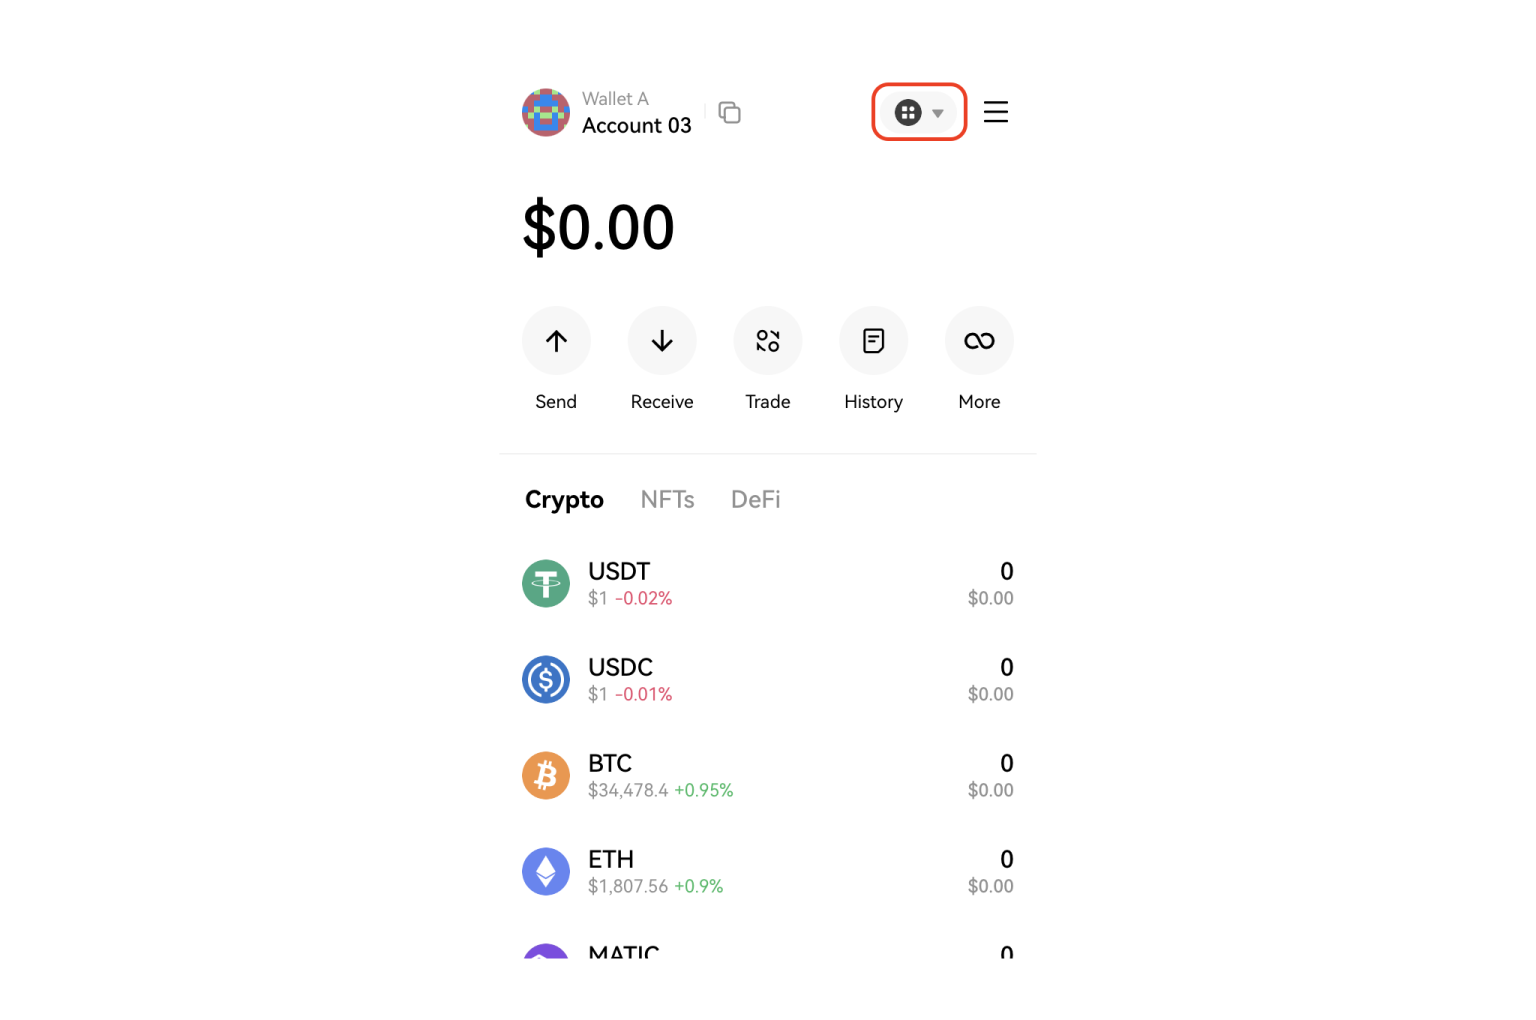 Wallet A
Account 03
$0.00
Send Receive Trade History More
Crypto NFTs DeFi
USDT 0
$1 -0.02% $0.00
USDC 0
$1 -0.01% $0.00
BTC 0
$34,478.4 +0.95% $0.00
ETH 0
$1,807.56 +0.9% $0.00
MATIC 0